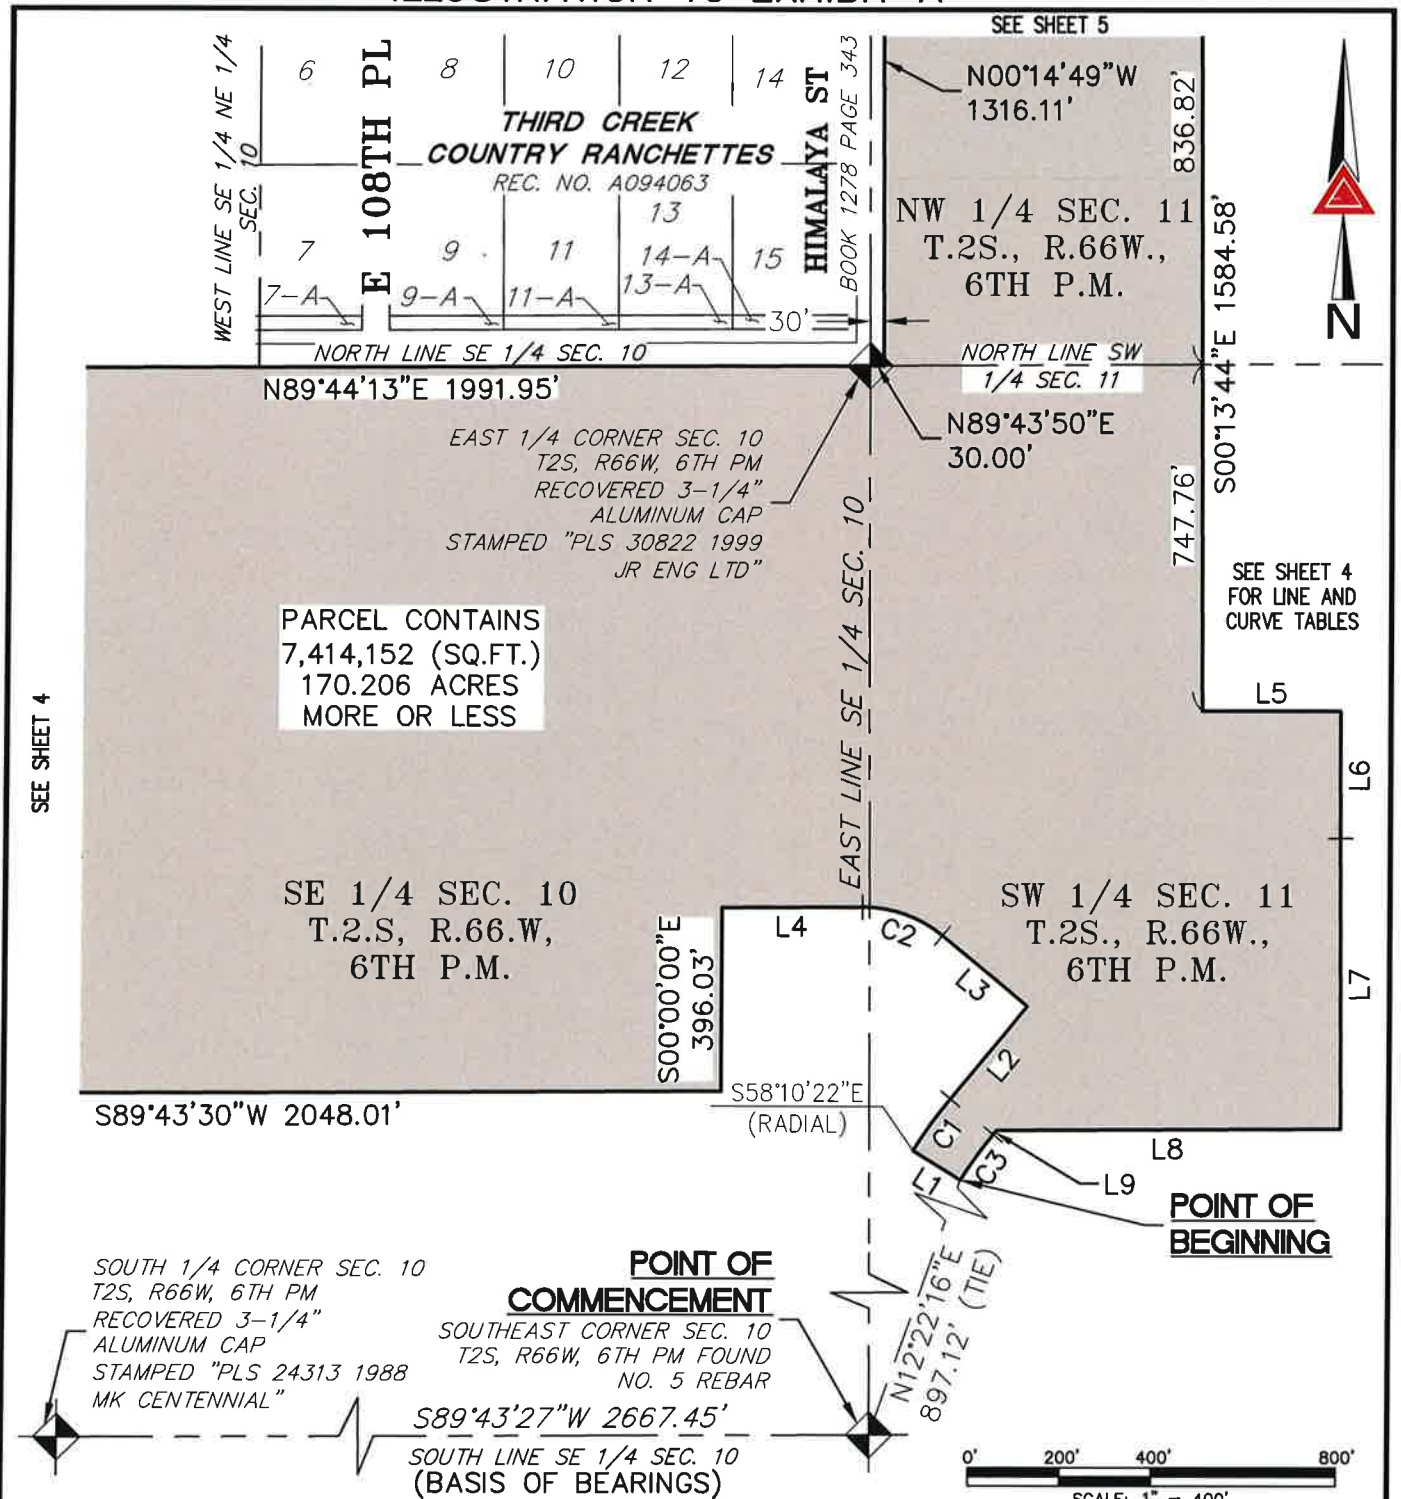 ILLUSTRATION TO EXHIBIT A
SEE SHEET 5
WEST LINE SE 1/4 NE 1/4
SEC. 10
6
8
10
12
14
E 108TH PL
THIRD CREEK
COUNTRY RANCHETTES
REC. NO. A094063
13
7
9
11
14-A
15
7-A
9-A
11-A
13-A
30'
HIMALAYA ST
BOOK 1278 PAGE 343
N00°14'49"W
1316.11'
836.82'
NW 1/4 SEC. 11
T.2S., R.66W.,
6TH P.M.
S00°13'44"E 1584.58'
N
NORTH LINE SE 1/4 SEC. 10
N89°44'13"E 1991.95'
NORTH LINE SW
1/4 SEC. 11
N89°43'50"E
30.00'
EAST 1/4 CORNER SEC. 10
T2S, R66W, 6TH PM
RECOVERED 3-1/4"
ALUMINUM CAP
STAMPED "PLS 30822 1999
JR ENG LTD"
EAST LINE SE 1/4 SEC. 10
747.76'
SEE SHEET 4
FOR LINE AND
CURVE TABLES
PARCEL CONTAINS
7,414,152 (SQ.FT.)
170.206 ACRES
MORE OR LESS
SEE SHEET 4
L5
L6
L7
SE 1/4 SEC. 10
T.2.S, R.66.W,
6TH P.M.
SW 1/4 SEC. 11
T.2S., R.66W.,
6TH P.M.
L4
C2
L3
L2
S00°00'00"E
396.03'
S89°43'30"W 2048.01'
S58°10'22"E
(RADIAL)
C1
C3
L1
L8
L9
POINT OF
BEGINNING
N12°22'16"E
897.12' (TIE)
SOUTH 1/4 CORNER SEC. 10
T2S, R66W, 6TH PM
RECOVERED 3-1/4"
ALUMINUM CAP
STAMPED "PLS 24313 1988
MK CENTENNIAL"
POINT OF
COMMENCEMENT
SOUTHEAST CORNER SEC. 10
T2S, R66W, 6TH PM FOUND
NO. 5 REBAR
S89°43'27"W 2667.45'
SOUTH LINE SE 1/4 SEC. 10
(BASIS OF BEARINGS)
0' 200' 400' 800'
SCALE: 1" = 400'